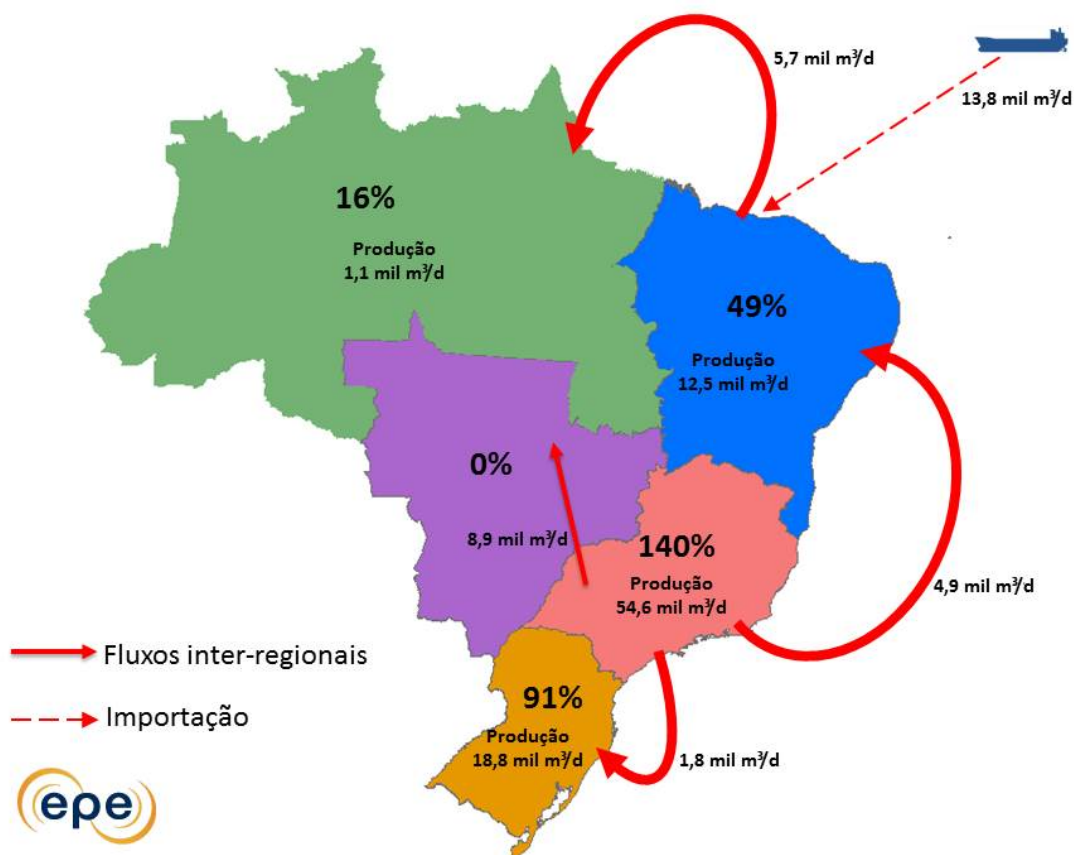 5,7 mil m³/d
13,8 mil m³/d
16%
Produção
1,1 mil m³/d
49%
Produção
12,5 mil m³/d
0%
8,9 mil m³/d
140%
Produção
54,6 mil m³/d
4,9 mil m³/d
Fluxos inter-regionais
91%
Produção
18,8 mil m³/d
1,8 mil m³/d
Importação
epe